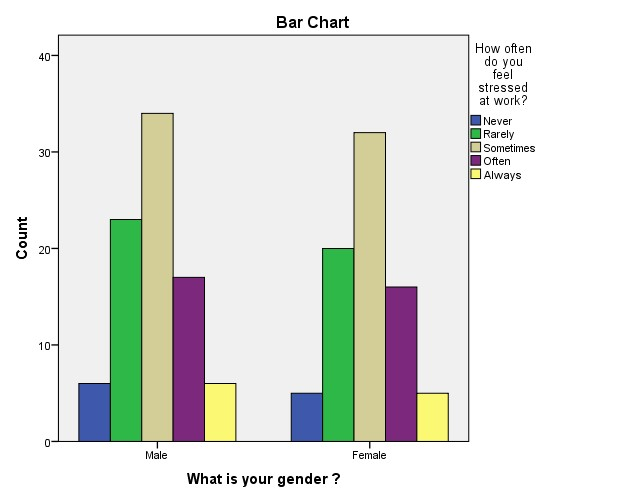 Bar Chart
How often
do you
feel
stressed
at work?
Never
Rarely
Sometimes
Often
Always
Count
40
30
20
10
0
Male
Female
What is your gender ?